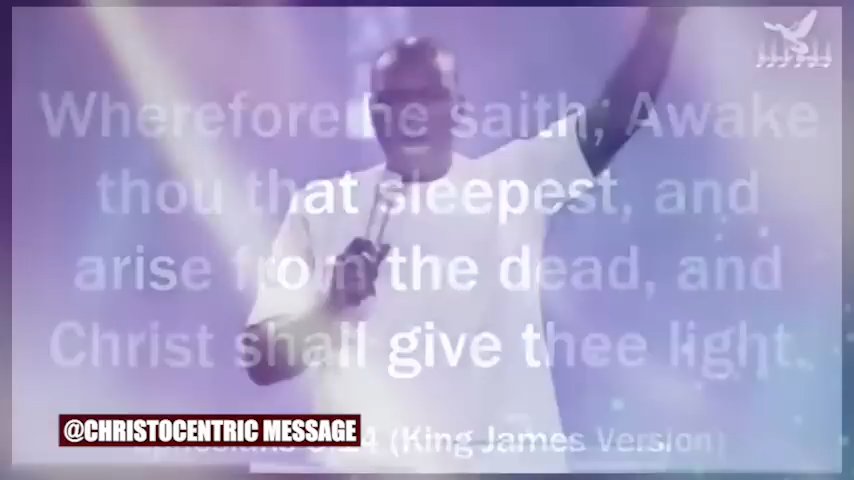 Wherefore he saith, Awake
thou that sleepest, and
arise from the dead, and
Christ shall give thee light.
@CHRISTOCENTRIC MESSAGE
(King James Version)